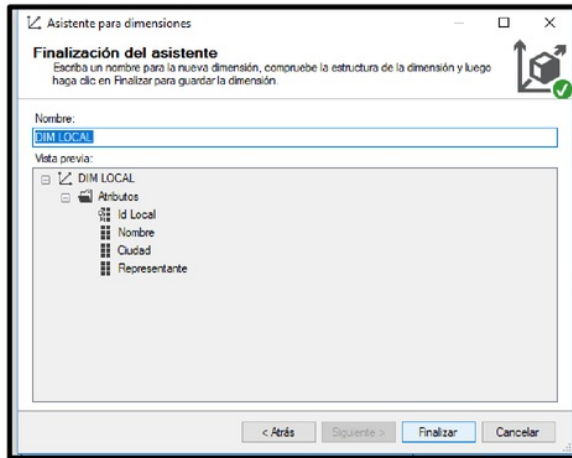 Asistente para dimensiones
Finalización del asistente
Escriba un nombre para la nueva dimensión, compruebe la estructura de la dimensión y luego
haga clic en Finalizar para guardar la dimensión.
Nombre:
DIM LOCAL
Vista previa:
DIM LOCAL
Atributos
Id Local
Nombre
Ciudad
Representante
< Atrás Siguiente > Finalizar Cancelar